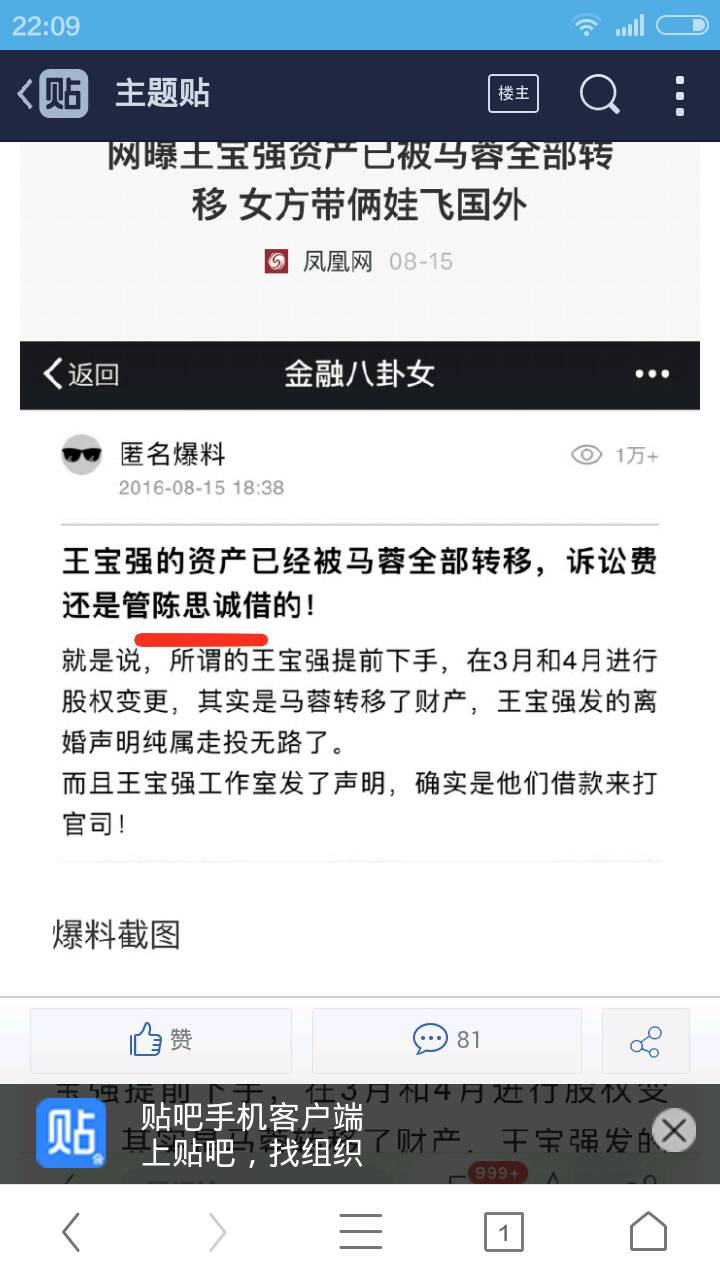 22:09
贴
主题贴
楼主
网曝王宝强资产已被马蓉全部转
移 女方带俩娃飞国外
凤凰网 08-15
返回
金融八卦女
匿名爆料
1万+
2016-08-15 18:38
王宝强的资产已经被马蓉全部转移，诉讼费
还是管陈思诚借的！
就是说，所谓的王宝强提前下手，在3月和4月进行
股权变更，其实是马蓉转移了财产，王宝强发的离
婚声明纯属走投无路了。
而且王宝强工作室发了声明，确实是他们借款来打
官司！
爆料截图
赞
81
宝强提前下手，在3月和4月进行股权变
贴
贴吧手机客户端
上贴吧，找组织
其实是马蓉转移了财产，王宝强发的
999+
1